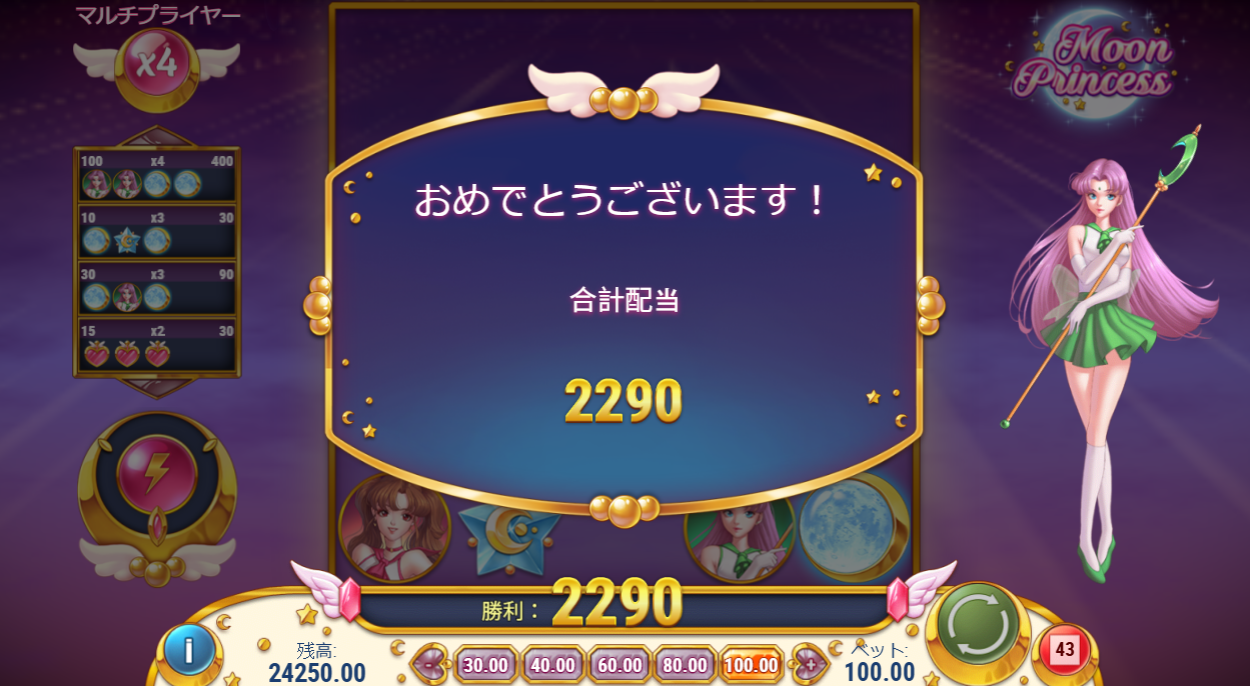 マルチプライヤー
x4
Moon
Princess
100 x4 400
10 x3 30
30 x3 90
15 x2 30
おめでとうございます！
合計配当
2290
勝利： 2290
i
残高:
24250.00
- 30.00 40.00 60.00 80.00 100.00 +
ベット:
100.00
43